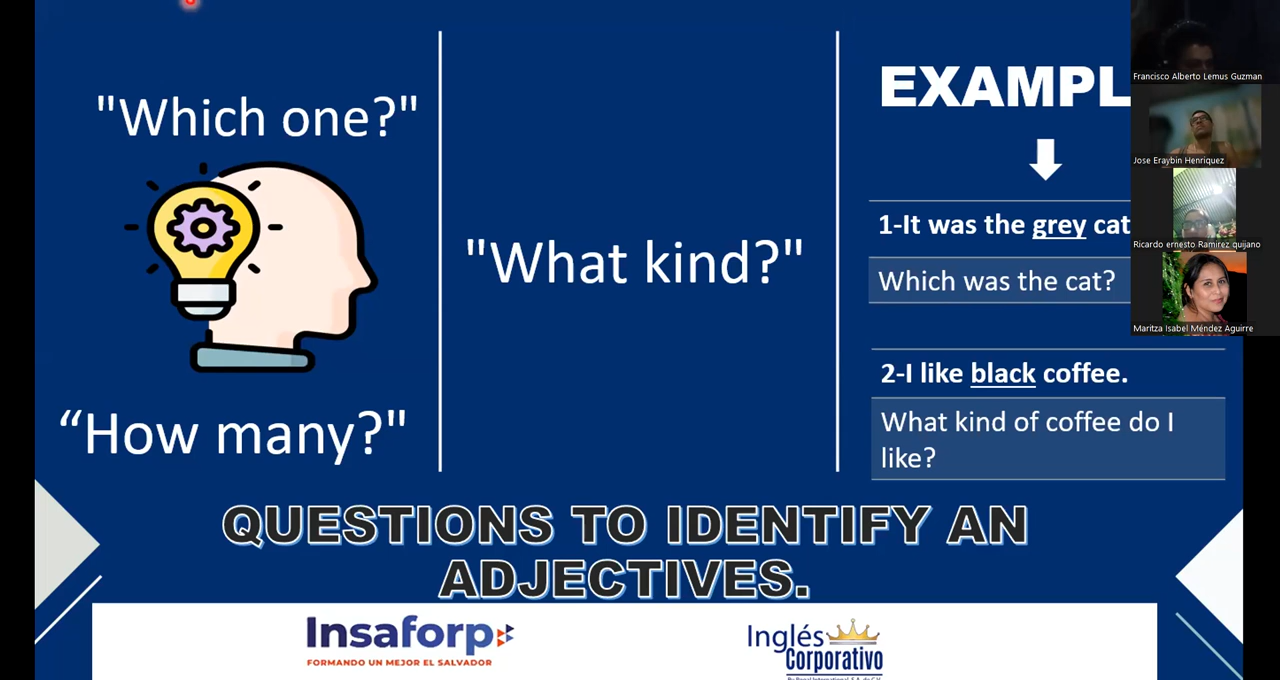 "Which one?"
“How many?"
"What kind?"
EXAMPL
1-It was the grey cat
Which was the cat?
2-I like black coffee.
What kind of coffee do I
like?
QUESTIONS TO IDENTIFY AN
ADJECTIVES.
Insaforp
FORMANDO UN MEJOR EL SALVADOR
Inglés
Corporativo
Francisco Alberto Lemus Guzman
Jose Eraybin Henriquez
Ricardo ernesto Ramirez quijano
Maritza Isabel Méndez Aguirre